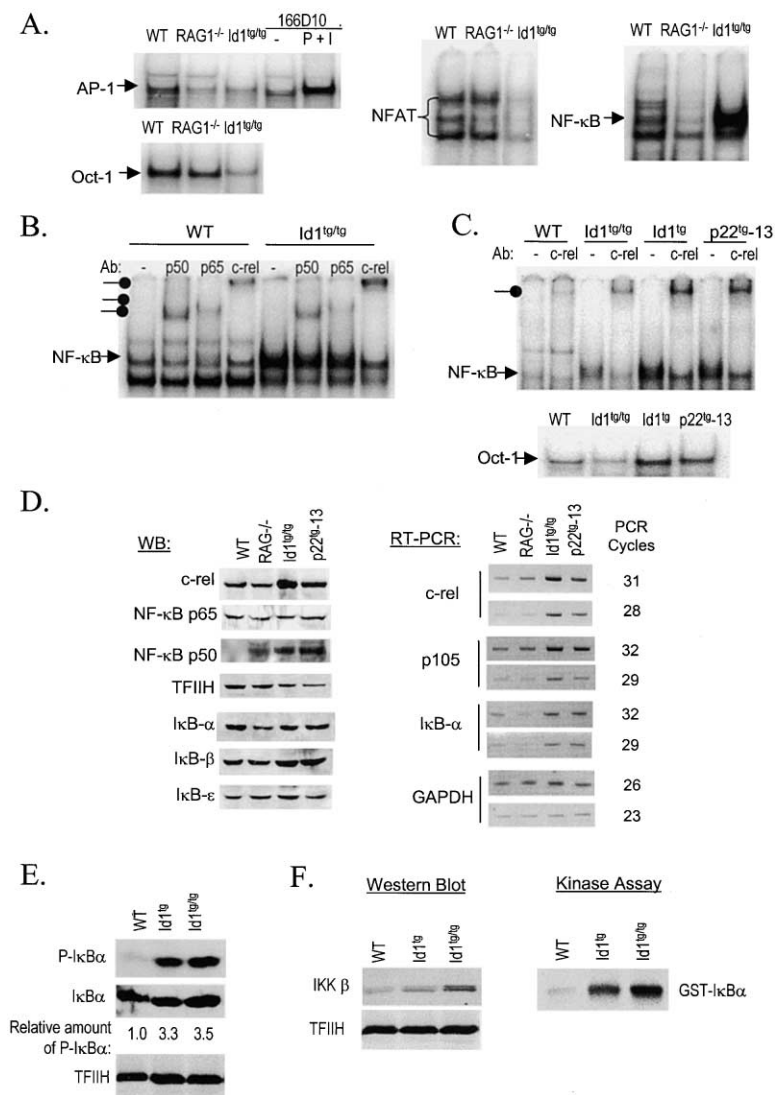 A.
WT RAG1-/- Id1tg/tg 166D10 .
- P + I
AP-1
WT RAG1-/- Id1tg/tg
Oct-1
WT RAG1-/- Id1tg/tg
NFAT
WT RAG1-/- Id1tg/tg
NF-κB
B.
WT Id1tg/tg
Ab: - p50 p65 c-rel - p50 p65 c-rel
NF-κB
C.
WT Id1tg/tg Id1tg p22tg-13
Ab: - c-rel - c-rel - c-rel - c-rel
NF-κB
WT Id1tg/tg Id1tg p22tg-13
Oct-1
D.
WB:
WT RAG-/- Id1tg/tg p22tg-13
c-rel
NF-κB p65
NF-κB p50
TFIIH
IκB-α
IκB-β
IκB-ε
RT-PCR:
WT RAG-/- Id1tg/tg p22tg-13
PCR
Cycles
c-rel
31
28
p105
32
29
IκB-α
32
29
GAPDH
26
23
E.
WT Id1tg Id1tg/tg
P-IκBα
IκBα
Relative amount
of P-IκBα:
1.0 3.3 3.5
TFIIH
F.
Western Blot
WT Id1tg Id1tg/tg
IKK β
TFIIH
Kinase Assay
WT Id1tg Id1tg/tg
GST-IκBα